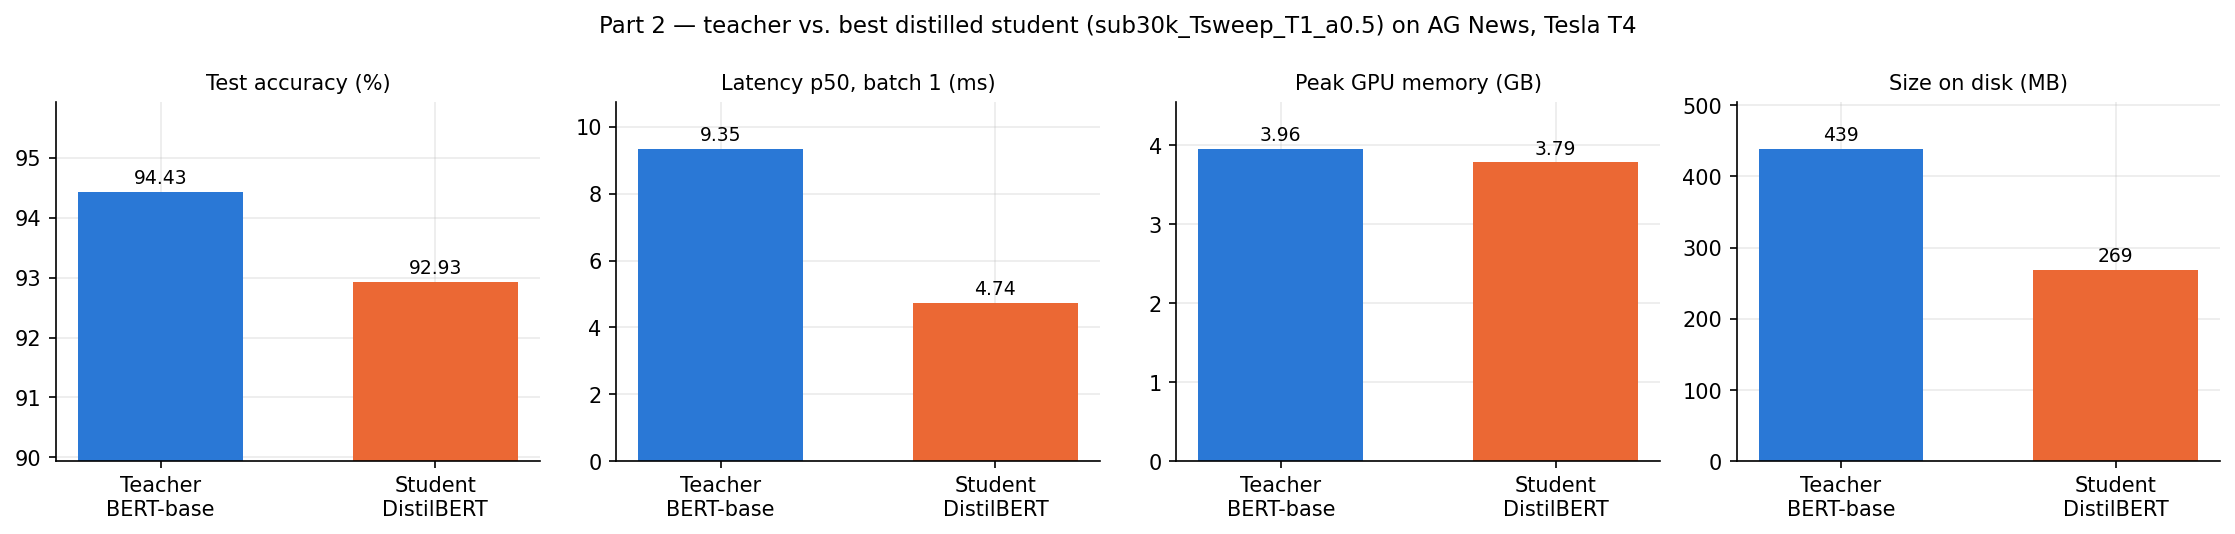 Part 2 — teacher vs. best distilled student (sub30k_Tsweep_T1_a0.5) on AG News, Tesla T4
Test accuracy (%)
95
94
93
92
91
90
94.43
92.93
Teacher
BERT-base
Student
DistilBERT
Latency p50, batch 1 (ms)
10
8
6
4
2
0
9.35
4.74
Teacher
BERT-base
Student
DistilBERT
Peak GPU memory (GB)
4
3
2
1
0
3.96
3.79
Teacher
BERT-base
Student
DistilBERT
Size on disk (MB)
500
400
300
200
100
0
439
269
Teacher
BERT-base
Student
DistilBERT